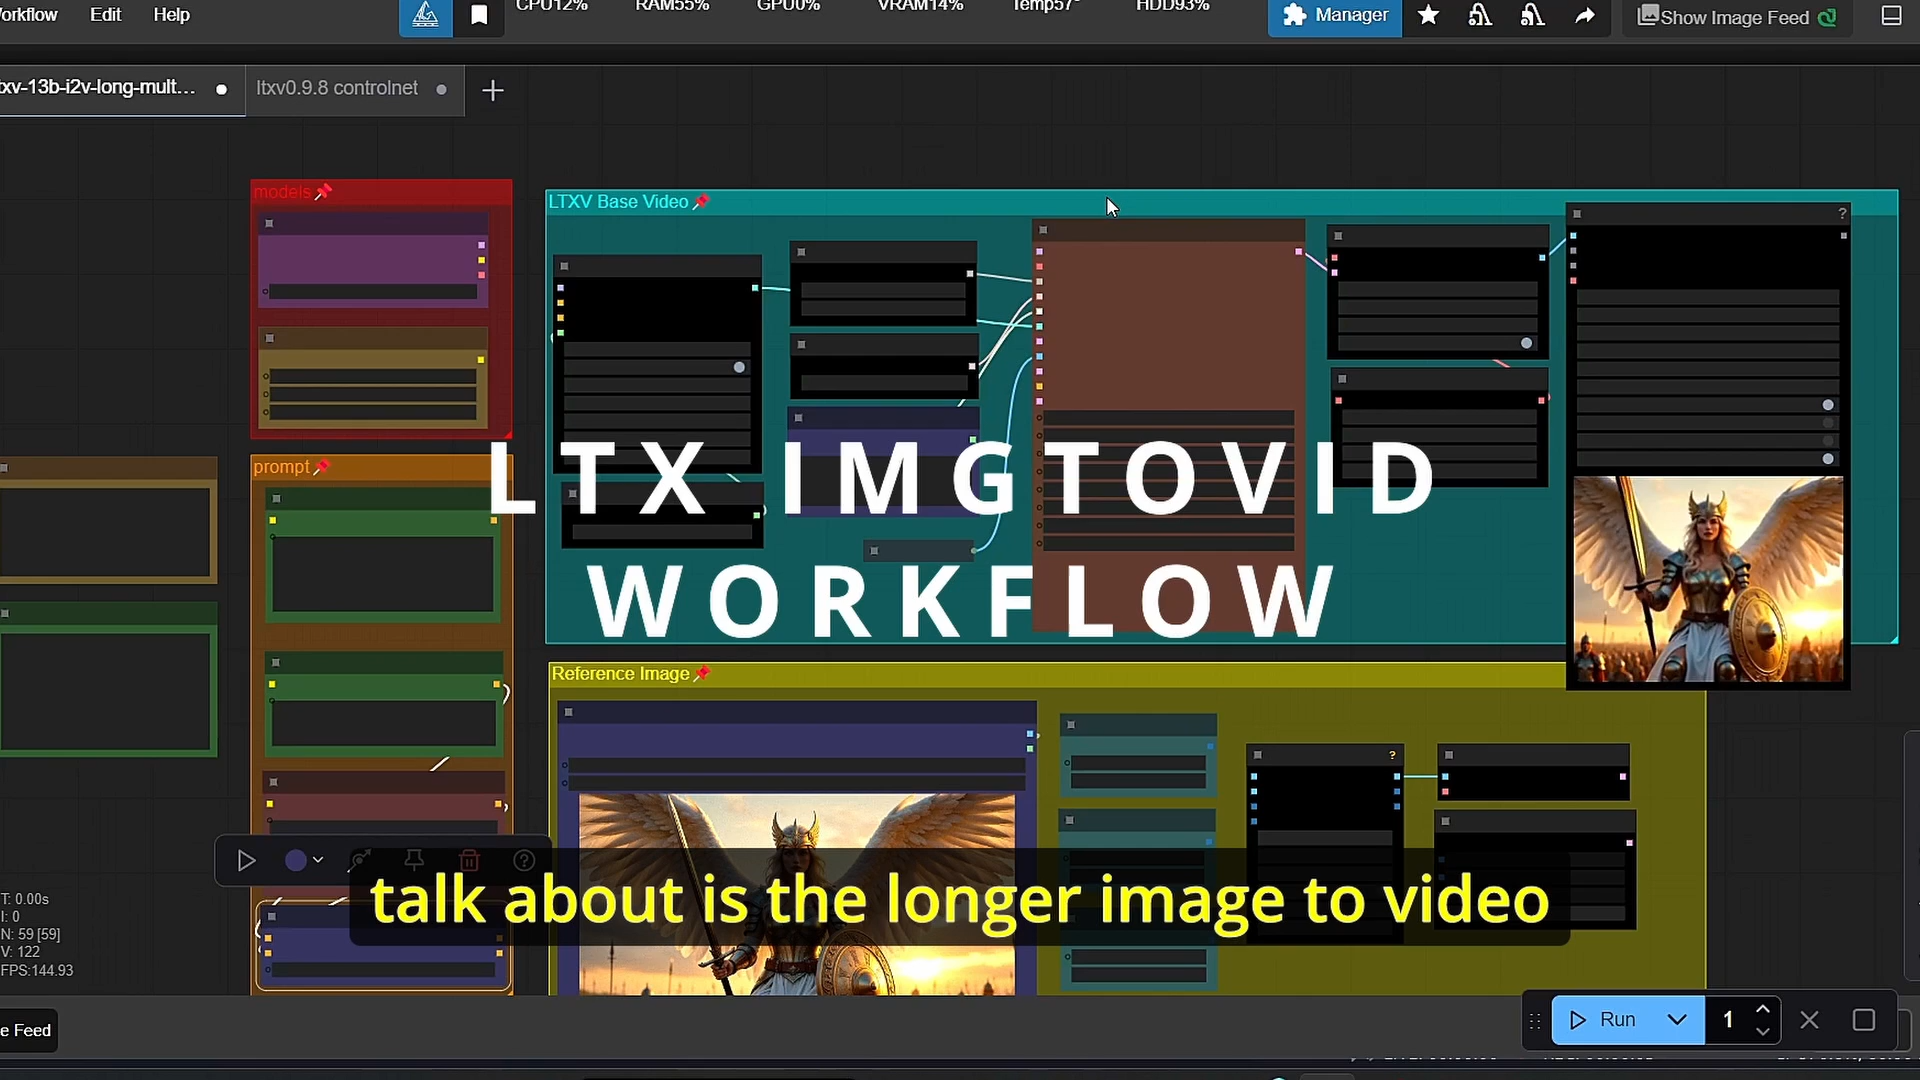 orkflow Edit Help
CPU12% RAM55% GPU0% VRAM14% Temp57° HDD93%
Manager
Show Image Feed
txv-13b-i2v-long-mult...
ltxv0.9.8 controlnet
models
LTXV Base Video
?
prompt
LTX IMGTOVID
WORKFLOW
Reference Image
?
talk about is the longer image to video
T: 0.00s
I: 0
N: 59 [59]
V: 122
FPS:144.93
e Feed
Run 1